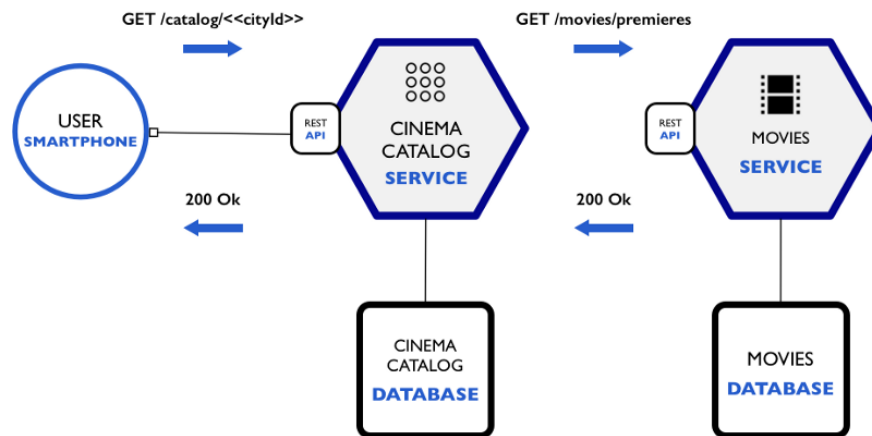 GET /catalog/<<cityId>>
GET /movies/premieres
USER
SMARTPHONE
REST
API
CINEMA
CATALOG
SERVICE
REST
API
MOVIES
SERVICE
200 Ok
200 Ok
CINEMA
CATALOG
DATABASE
MOVIES
DATABASE